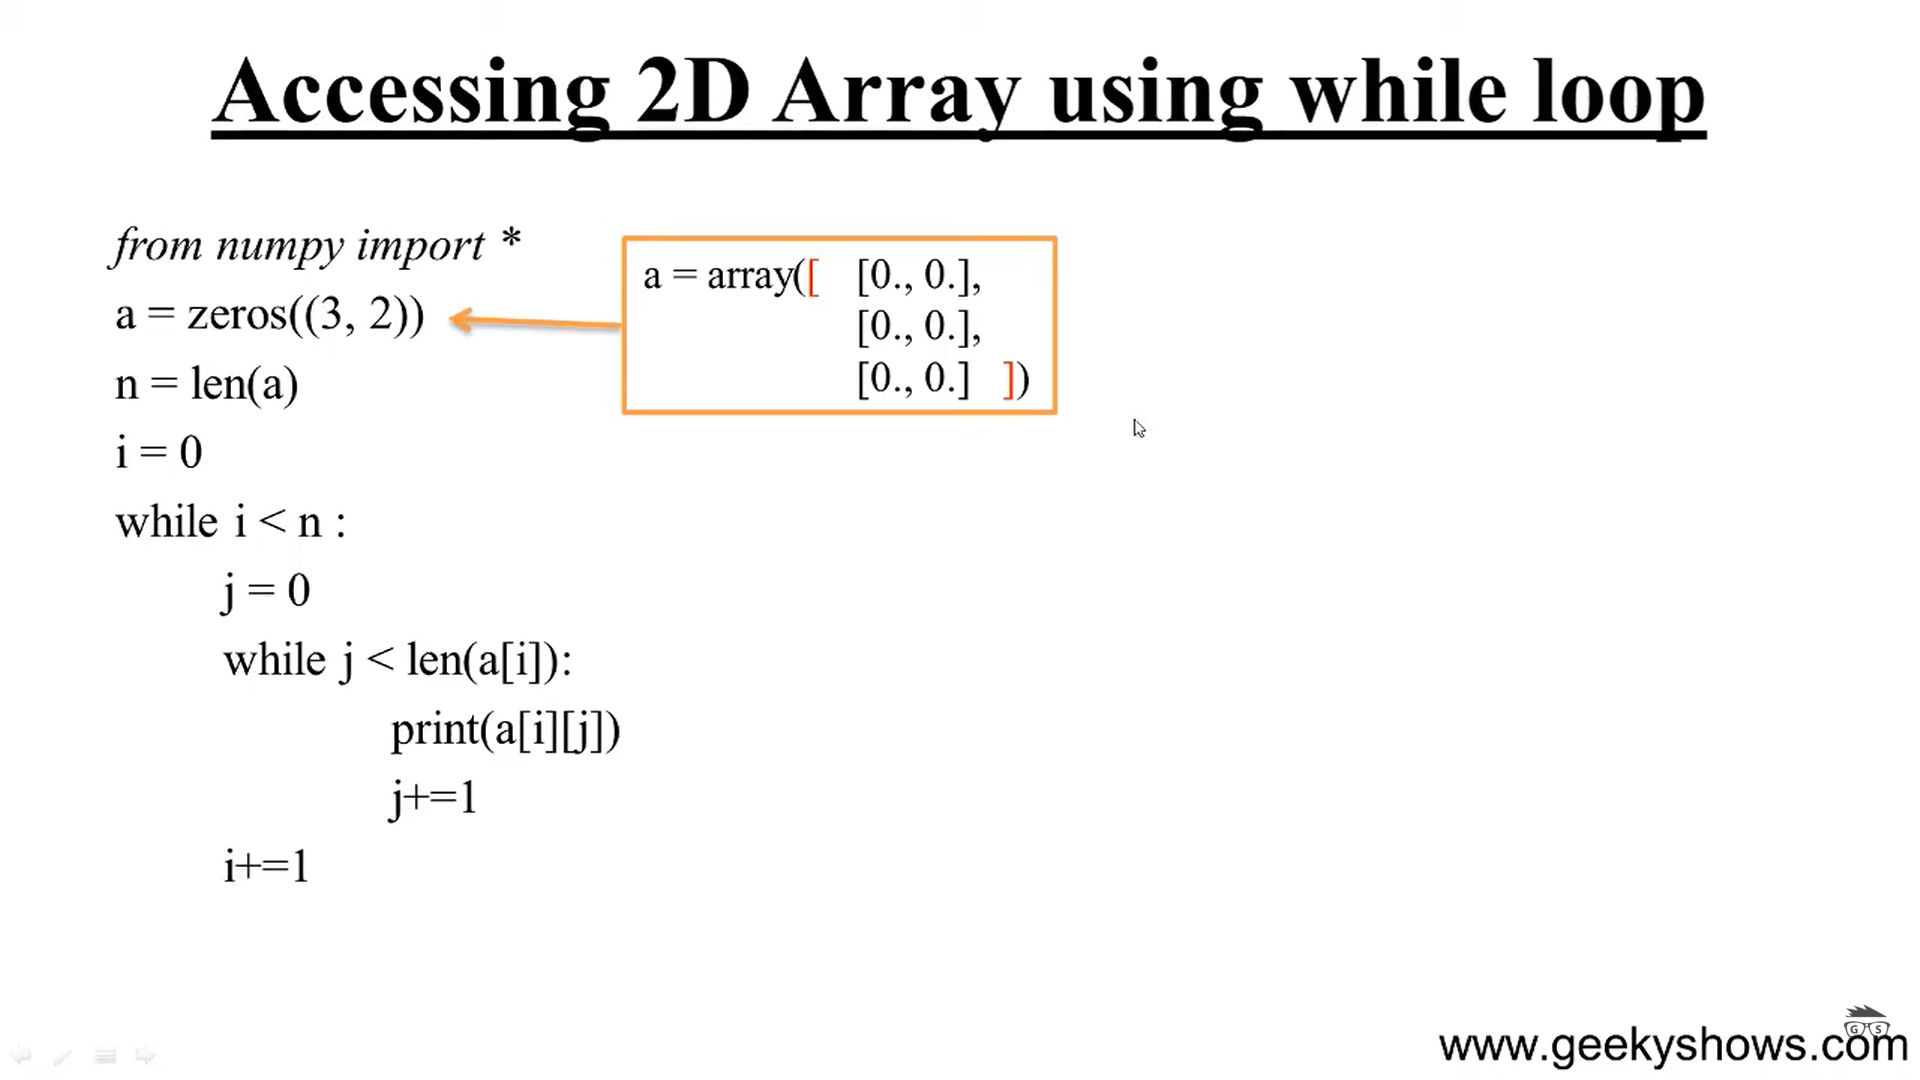 Accessing 2D Array using while loop
from numpy import *
a = zeros((3, 2))
n = len(a)
i = 0
while i < n :
j = 0
while j < len(a[i]):
print(a[i][j])
j+=1
i+=1
a = array([ [0., 0.],
[0., 0.],
[0., 0.] ])
GS
www.geekyshows.com